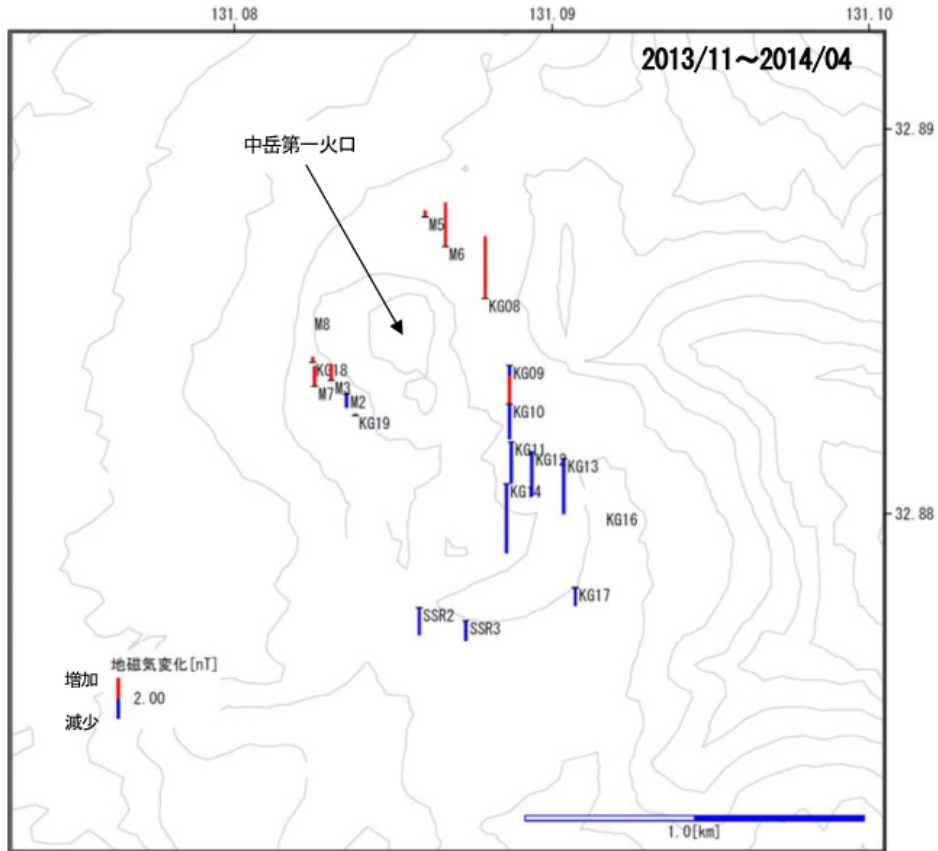 131.08
131.09
131.10
2013/11～2014/04
32.89
中岳第一火口
M5
M6
KG08
M8
KG09
KG18
M3
M7
M2
KG10
KG19
KG11
KG12
KG13
KG14
32.88
KG16
KG17
SSR2
SSR3
地磁気変化[nT]
増加
2.00
減少
1.0[km]